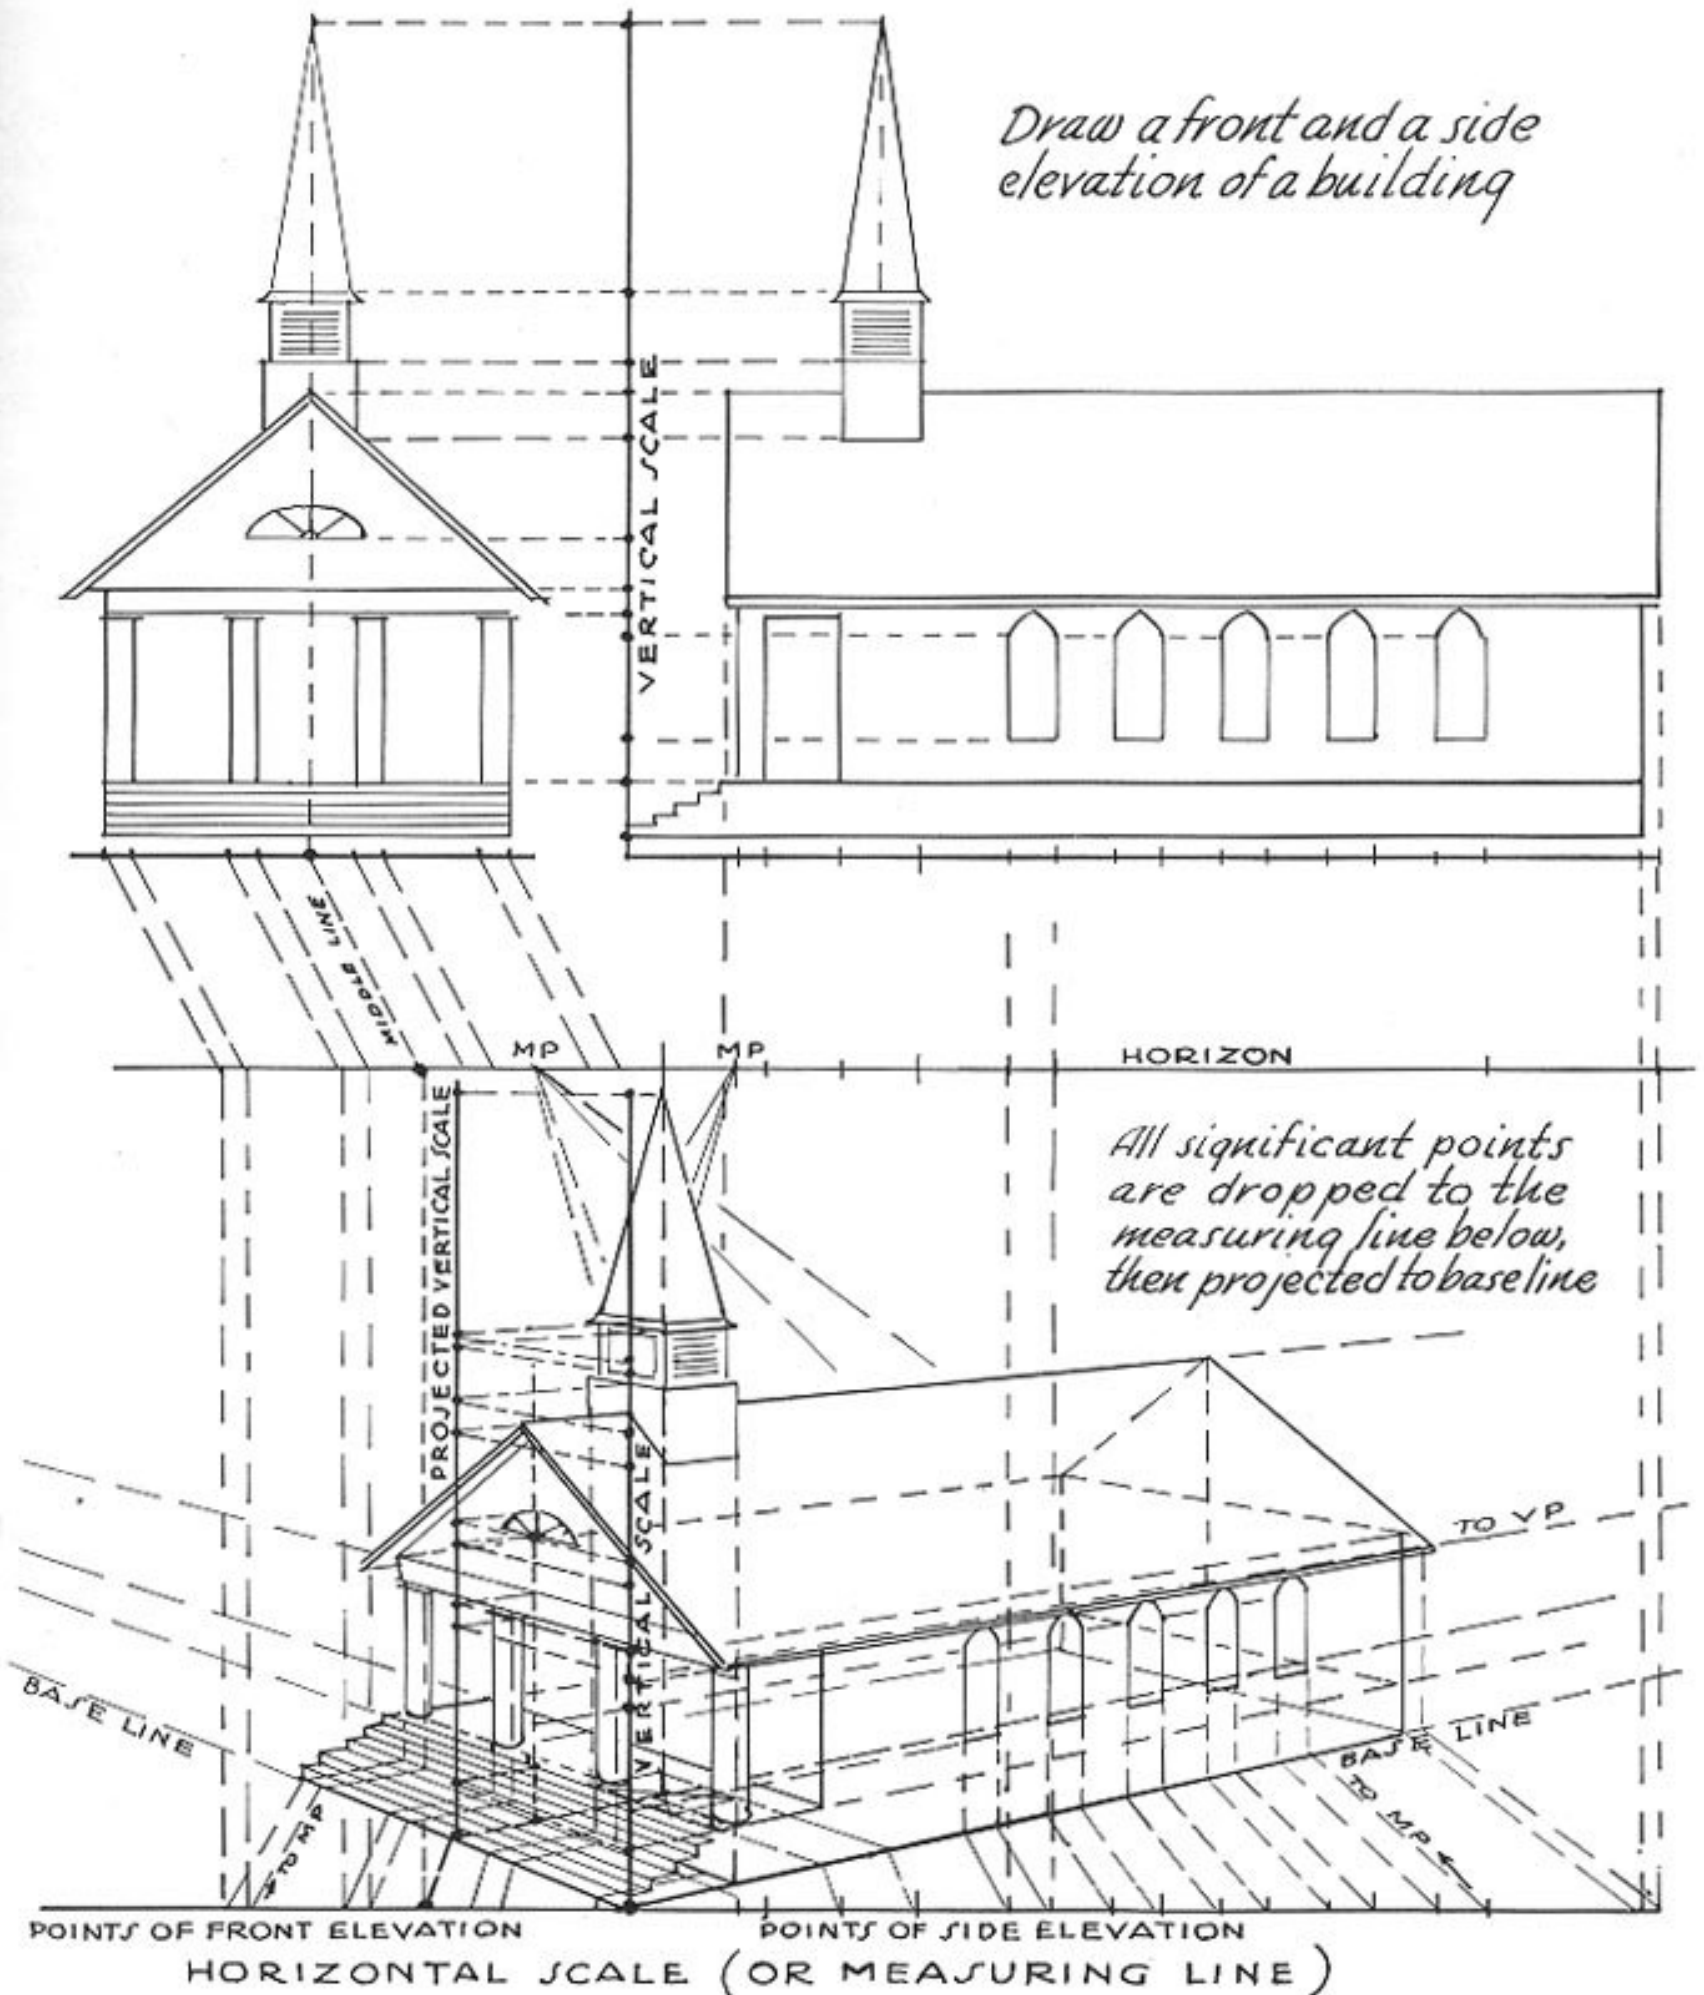 Draw a front and a side
elevation of a building
VERTICAL SCALE
MIDDLE LINE
MP
MP
HORIZON
PROJECTED VERTICAL SCALE
All significant points
are dropped to the
measuring line below,
then projected to baseline
VERTICAL SCALE
TO VP
BASE LINE
BASE LINE
TO MP
TO MP
POINTS OF FRONT ELEVATION
POINTS OF SIDE ELEVATION
HORIZONTAL SCALE (OR MEASURING LINE)